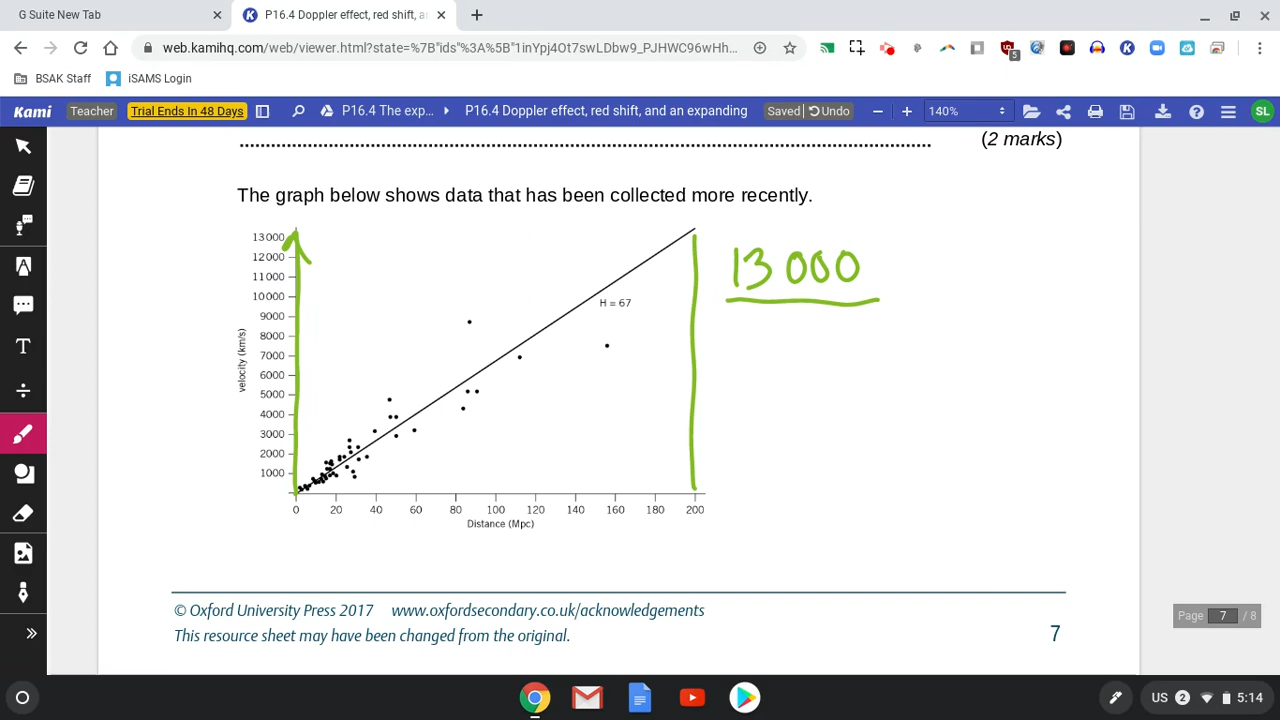 G Suite New Tab
P16.4 Doppler effect, red shift, an
web.kamihq.com/web/viewer.html?state=%7B"ids"%3A%5B"1inYpj4Ot7swLDbw9_PJHWC96wHh…
5
BSAK Staff
iSAMS Login
Kami
Teacher
Trial Ends In 48 Days
P16.4 The exp...
P16.4 Doppler effect, red shift, and an expanding
Saved
Undo
140%
SL
(2 marks)
The graph below shows data that has been collected more recently.
13000
12000
11000
10000
9000
8000
7000
6000
5000
4000
3000
2000
1000
velocity (km/s)
H = 67
13000
0 20 40 60 80 100 120 140 160 180 200
Distance (Mpc)
© Oxford University Press 2017 www.oxfordsecondary.co.uk/acknowledgements
This resource sheet may have been changed from the original.
7
Page 7 / 8
US 2 5:14